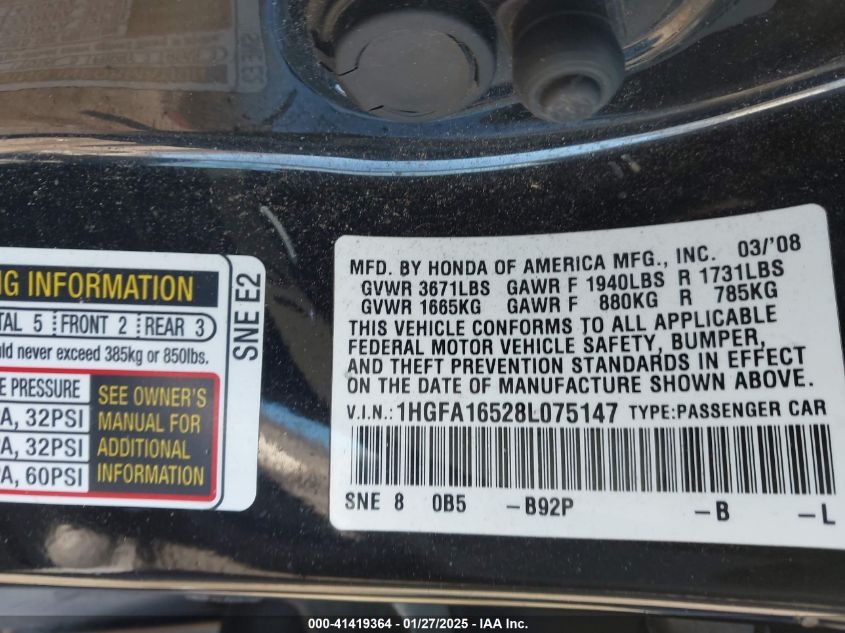 MFD. BY HONDA OF AMERICA MFG., INC. 03/'08
GVWR 3671LBS GAWR F 1940LBS R 1731LBS
GVWR 1665KG GAWR F 880KG R 785KG
THIS VEHICLE CONFORMS TO ALL APPLICABLE
FEDERAL MOTOR VEHICLE SAFETY, BUMPER,
AND THEFT PREVENTION STANDARDS IN EFFECT
ON THE DATE OF MANUFACTURE SHOWN ABOVE.
V.I.N.: 1HGFA16528L075147 TYPE:PASSENGER CAR
SNE 8 0B5 -B92P -B -L
NG INFORMATION
TAL 5 FRONT 2 REAR 3
uld never exceed 385kg or 850lbs.
E PRESSURE
A, 32PSI
A, 32PSI
PA, 60PSI
SEE OWNER'S
MANUAL FOR
ADDITIONAL
INFORMATION
SNE E2
000-41419364 - 01/27/2025 - IAA Inc.